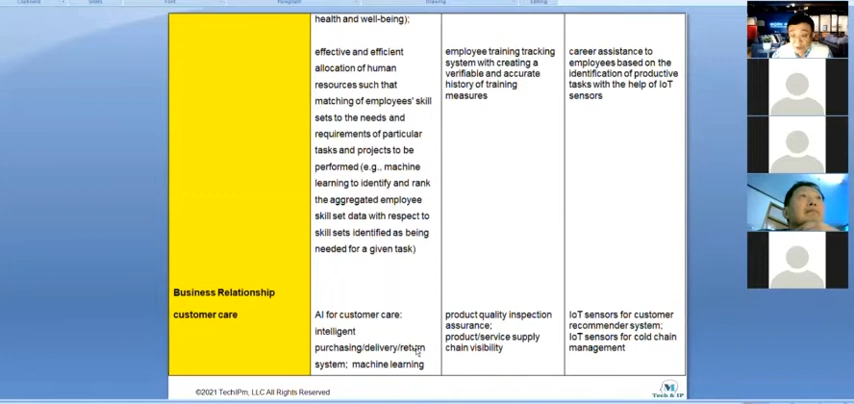 Clipboard
Slides
Font
Paragraph
Drawing
Editing
health and well-being);
effective and efficient
allocation of human
resources such that
matching of employees' skill
sets to the needs and
requirements of particular
tasks and projects to be
performed (e.g., machine
learning to identify and rank
the aggregated employee
skill set data with respect to
skill sets identified as being
needed for a given task)
employee training tracking
system with creating a
verifiable and accurate
history of training
measures
career assistance to
employees based on the
identification of productive
tasks with the help of IoT
sensors
Business Relationship
customer care
AI for customer care:
intelligent
purchasing/delivery/return
system; machine learning
product quality inspection
assurance;
product/service supply
chain visibility
IoT sensors for customer
recommender system;
IoT sensors for cold chain
management
©2021 TechIPm, LLC All Rights Reserved
Tech & IP